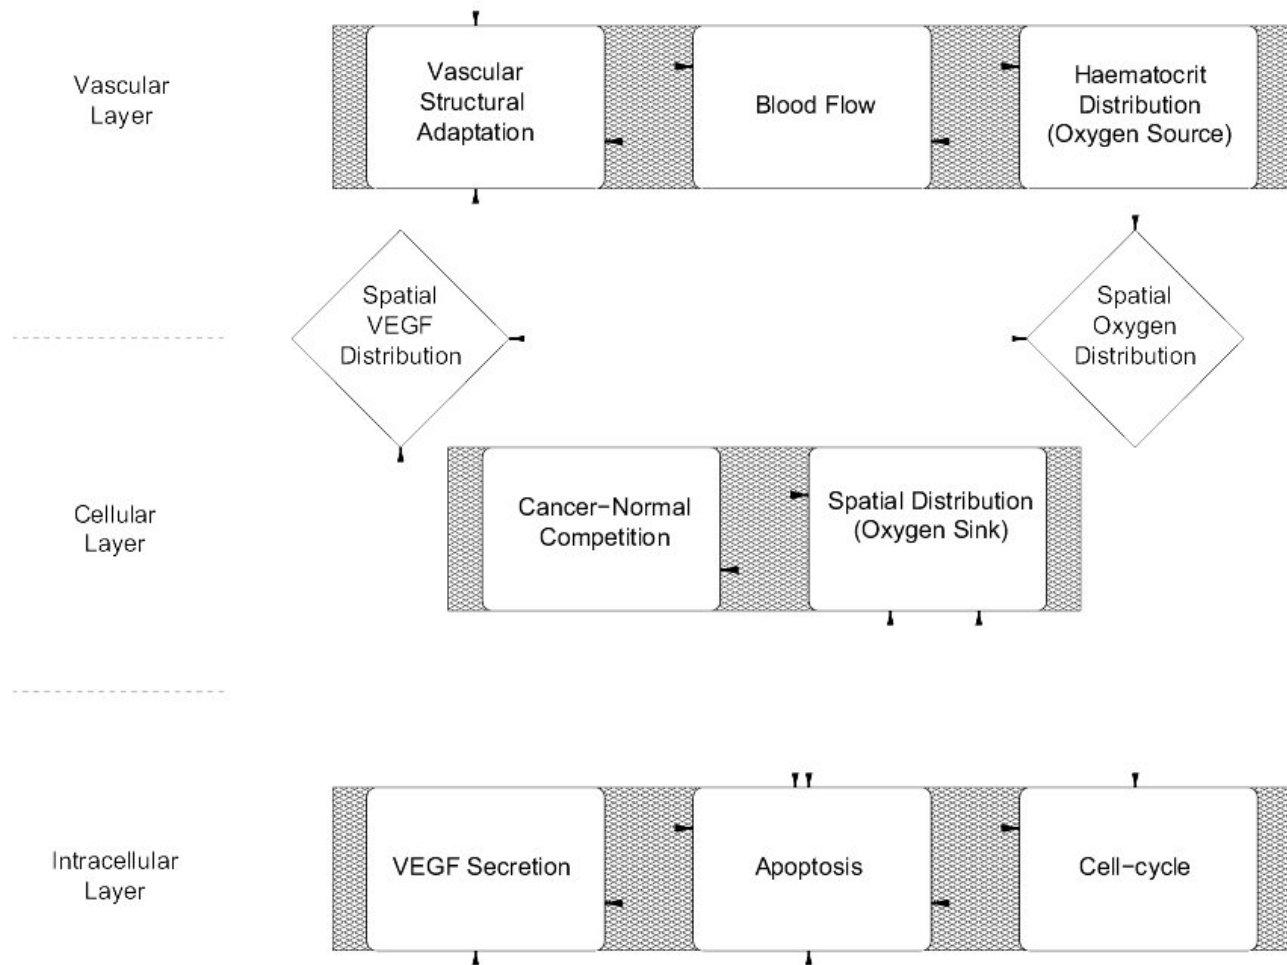 Vascular
Layer
Vascular
Structural
Adaptation
Blood Flow
Haematocrit
Distribution
(Oxygen Source)
Spatial
VEGF
Distribution
Spatial
Oxygen
Distribution
Cellular
Layer
Cancer−Normal
Competition
Spatial Distribution
(Oxygen Sink)
Intracellular
Layer
VEGF Secretion
Apoptosis
Cell−cycle